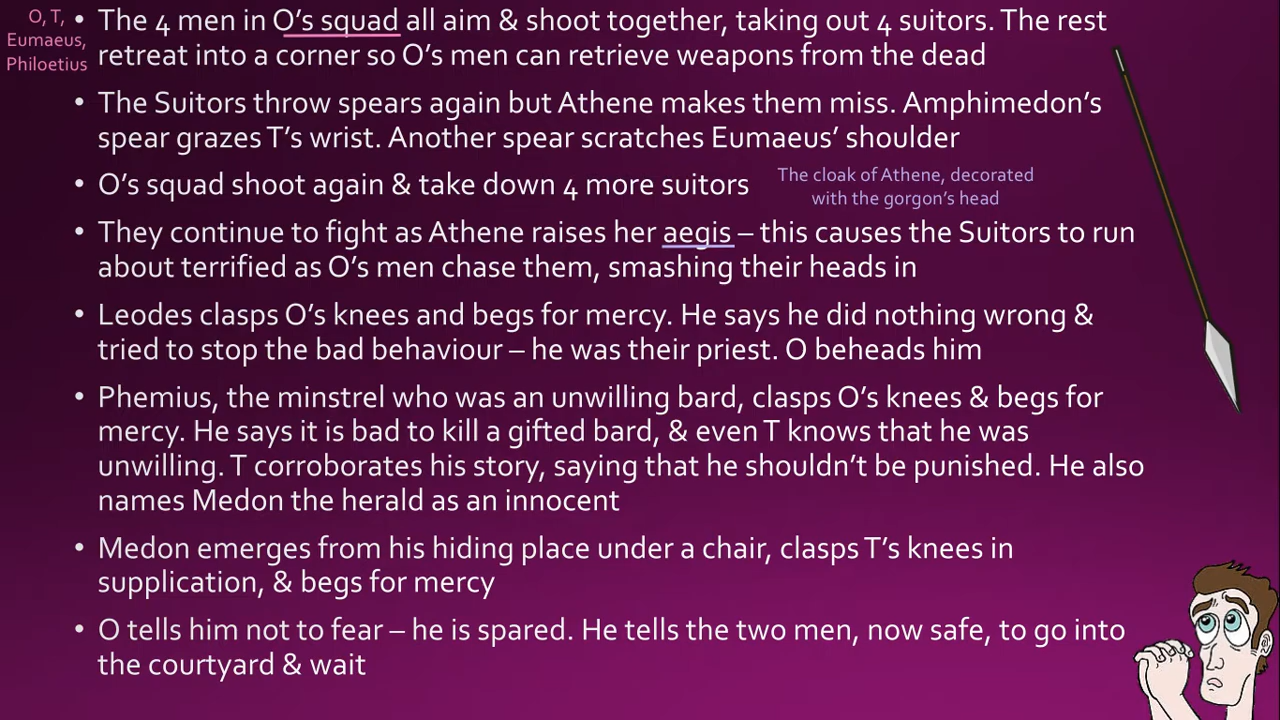 O, T,
Eumaeus,
Philoetius
• The 4 men in O’s squad all aim & shoot together, taking out 4 suitors. The rest
retreat into a corner so O’s men can retrieve weapons from the dead
• The Suitors throw spears again but Athene makes them miss. Amphimedon’s
spear grazes T’s wrist. Another spear scratches Eumaeus’ shoulder
• O’s squad shoot again & take down 4 more suitors
The cloak of Athene, decorated
with the gorgon’s head
• They continue to fight as Athene raises her aegis – this causes the Suitors to run
about terrified as O’s men chase them, smashing their heads in
• Leodes clasps O’s knees and begs for mercy. He says he did nothing wrong &
tried to stop the bad behaviour – he was their priest. O beheads him
• Phemius, the minstrel who was an unwilling bard, clasps O’s knees & begs for
mercy. He says it is bad to kill a gifted bard, & even T knows that he was
unwilling. T corroborates his story, saying that he shouldn’t be punished. He also
names Medon the herald as an innocent
• Medon emerges from his hiding place under a chair, clasps T’s knees in
supplication, & begs for mercy
• O tells him not to fear – he is spared. He tells the two men, now safe, to go into
the courtyard & wait